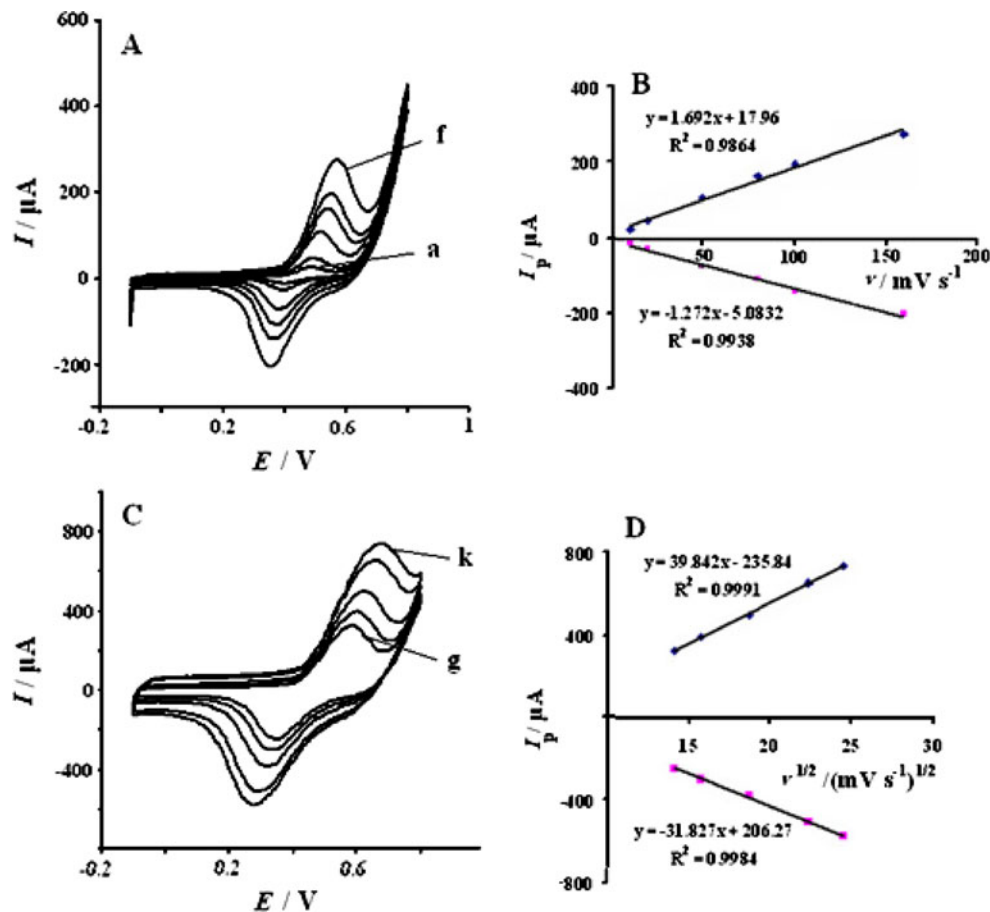 A
600
400
200
0
-200
-0.2
0.2
0.6
1
I / µA
E / V
f
a
B
400
200
0
-200
-400
50
100
150
200
I p / µA
ν / mV s-1
y = 1.692x + 17.96
R2 = 0.9864
y = -1.272x - 5.0832
R2 = 0.9938
C
800
400
0
-400
-0.2
0.2
0.6
I / µA
E / V
k
g
D
800
400
-400
-800
15
20
25
30
I p / µA
ν 1/2 /(mV s-1)1/2
y = 39.842x - 235.84
R2 = 0.9991
y = -31.827x + 206.27
R2 = 0.9984